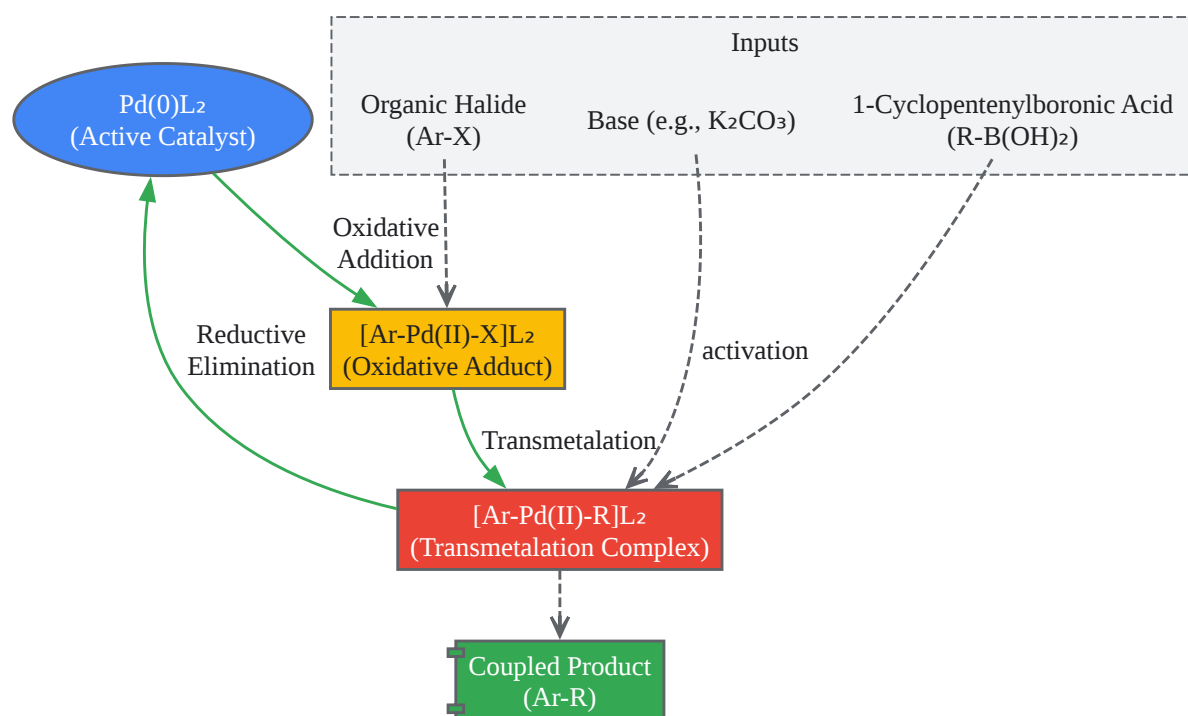 Inputs
Pd(0)L₂
(Active Catalyst)
Organic Halide
(Ar-X)
Base (e.g., K₂CO₃)
1-Cyclopentenylboronic Acid
(R-B(OH)₂)
Oxidative
Addition
[Ar-Pd(II)-X]L₂
(Oxidative Adduct)
Reductive
Elimination
activation
Transmetalation
[Ar-Pd(II)-R]L₂
(Transmetalation Complex)
Coupled Product
(Ar-R)